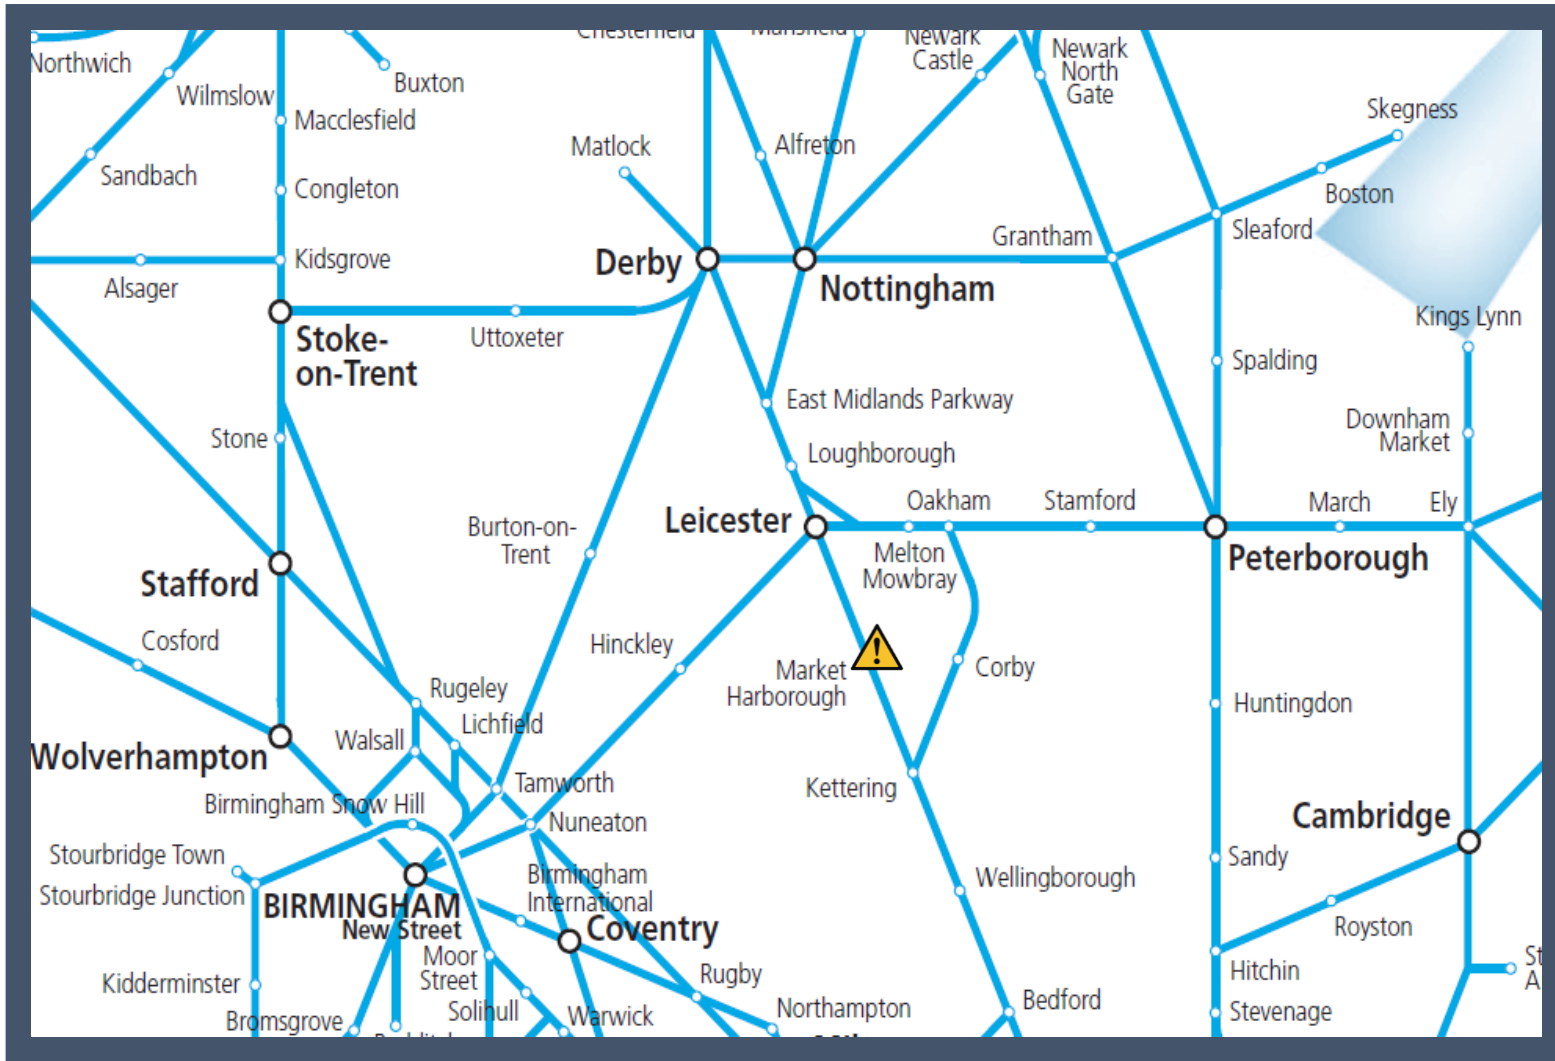 Chesterfield
Mansfield
Newark
Castle
Newark
North
Gate
Northwich
Wilmslow
Buxton
Macclesfield
Skegness
Matlock
Alfreton
Sandbach
Congleton
Boston
Sleaford
Grantham
Kidsgrove
Derby
Alsager
Nottingham
Kings Lynn
Stoke-
on-Trent
Uttoxeter
Spalding
East Midlands Parkway
Downham
Market
Stone
Loughborough
Leicester
Oakham
Stamford
March
Ely
Burton-on-
Trent
Melton
Mowbray
Peterborough
Stafford
Cosford
Hinckley
Market
Harborough
Corby
Rugeley
Lichfield
Huntingdon
Walsall
Wolverhampton
Tamworth
Kettering
Birmingham Snow Hill
Nuneaton
Cambridge
Stourbridge Town
Stourbridge Junction
Birmingham
International
Sandy
Wellingborough
BIRMINGHAM
New Street
Coventry
Royston
Moor
Street
Kidderminster
Rugby
Hitchin
St
A
Solihull
Bromsgrove
Warwick
Northampton
Bedford
Stevenage